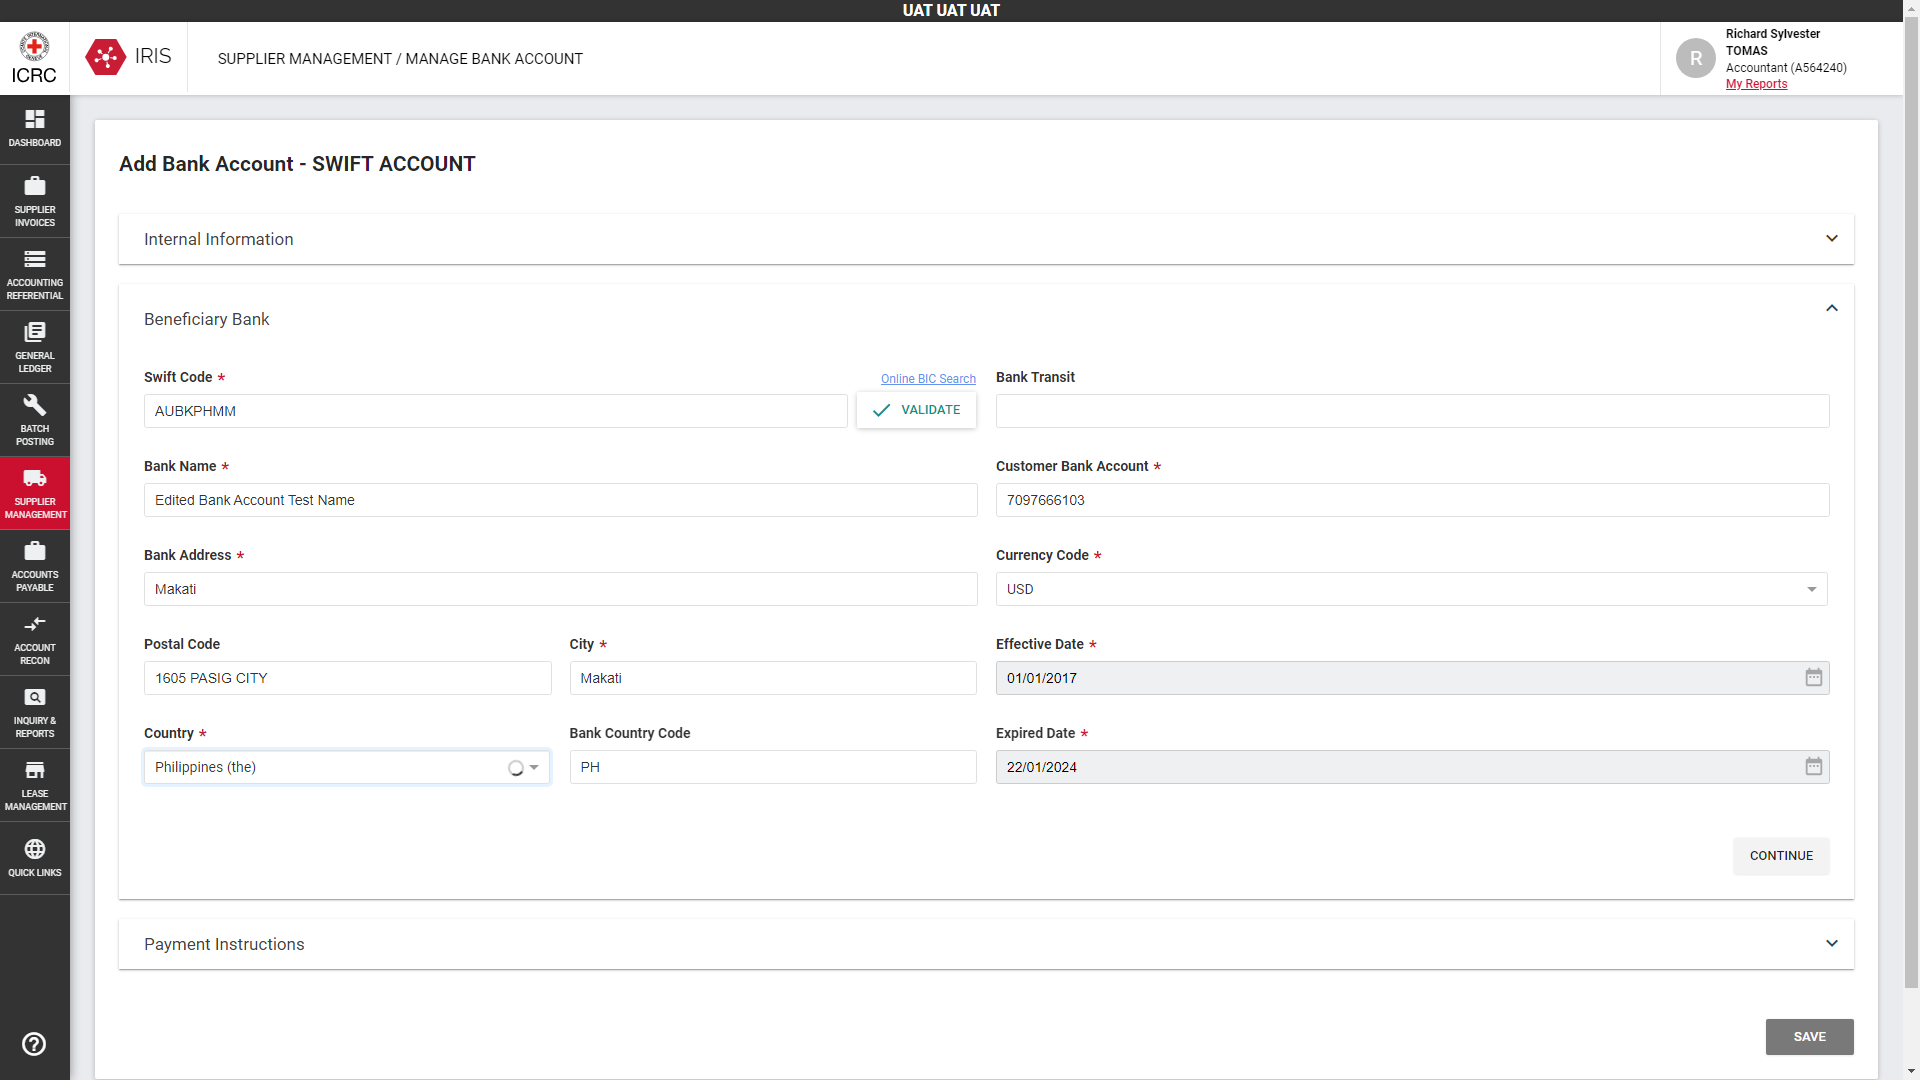 UAT UAT UAT
ICRC
IRIS
SUPPLIER MANAGEMENT / MANAGE BANK ACCOUNT
R
Richard Sylvester
TOMAS
Accountant (A564240)
My Reports
DASHBOARD
SUPPLIER
INVOICES
ACCOUNTING
REFERENTIAL
GENERAL
LEDGER
BATCH
POSTING
SUPPLIER
MANAGEMENT
ACCOUNTS
PAYABLE
ACCOUNT
RECON
INQUIRY &
REPORTS
LEASE
MANAGEMENT
QUICK LINKS
Add Bank Account - SWIFT ACCOUNT
Internal Information
Beneficiary Bank
Swift Code *
Online BIC Search
Bank Transit
AUBKPHMM
VALIDATE
Bank Name *
Customer Bank Account *
Edited Bank Account Test Name
7097666103
Bank Address *
Currency Code *
Makati
USD
Postal Code
City *
Effective Date *
1605 PASIG CITY
Makati
01/01/2017
Country *
Bank Country Code
Expired Date *
Philippines (the)
PH
22/01/2024
CONTINUE
Payment Instructions
SAVE